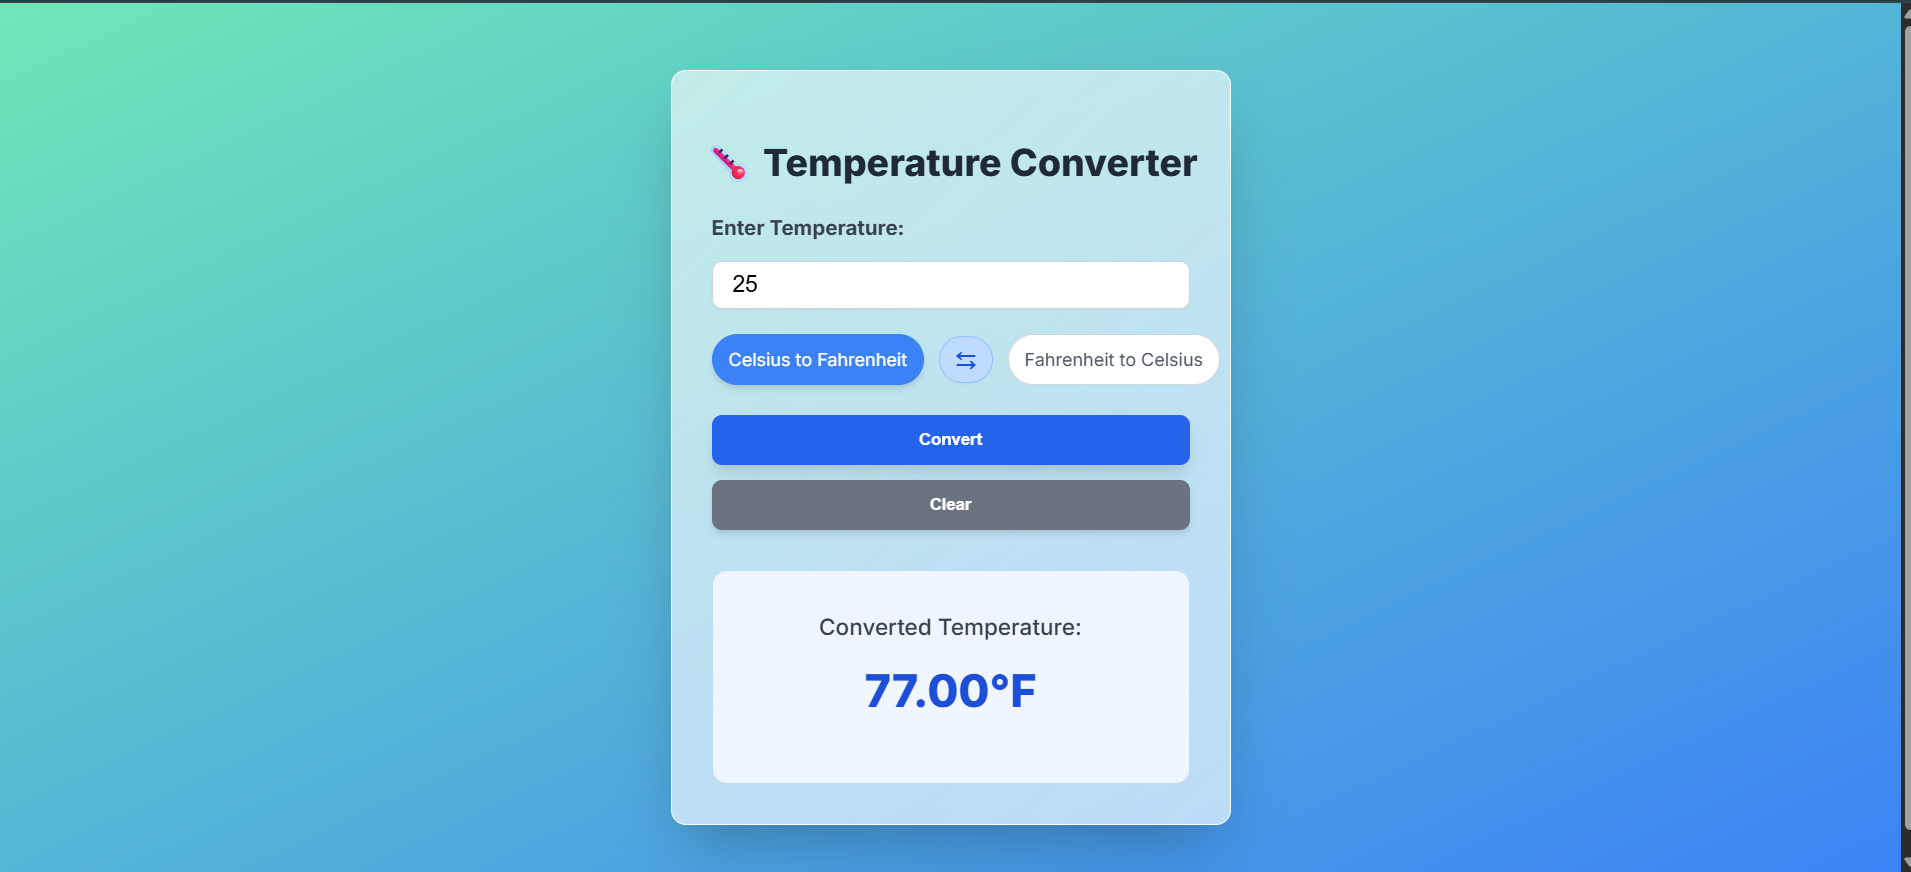 Temperature Converter
Enter Temperature:
25
Celsius to Fahrenheit
Fahrenheit to Celsius
Convert
Clear
Converted Temperature:
77.00°F